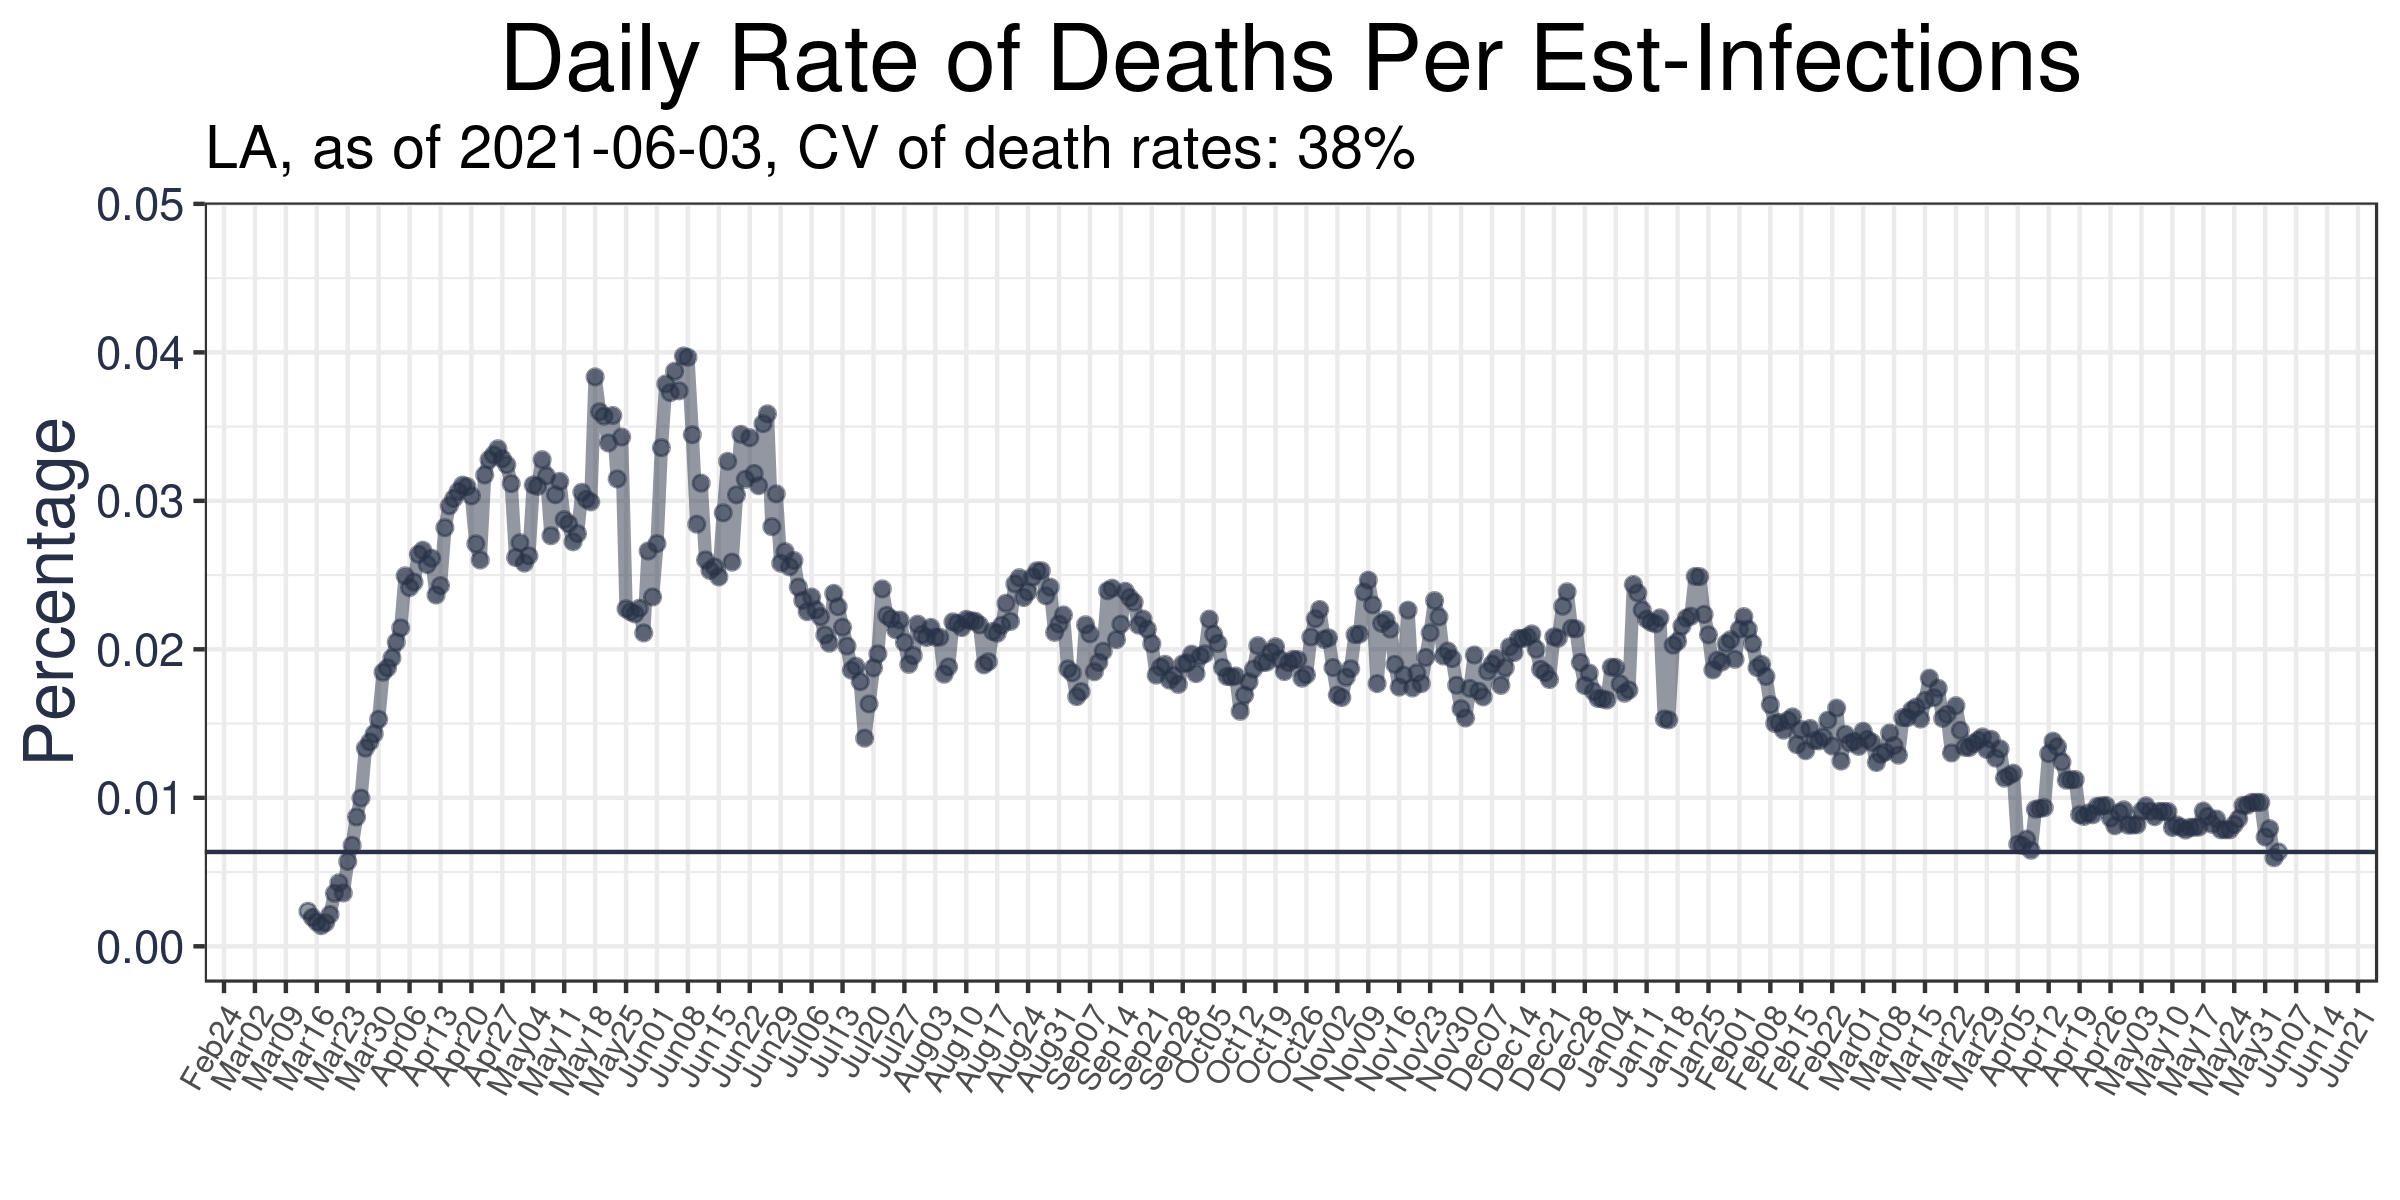 Daily Rate of Deaths Per Est-Infections
LA, as of 2021-06-03, CV of death rates: 38%
Percentage
0.05
0.04
0.03
0.02
0.01
0.00
Feb24
Mar02
Mar09
Mar16
Mar23
Mar30
Apr06
Apr13
Apr20
Apr27
May04
May11
May18
May25
Jun01
Jun08
Jun15
Jun22
Jun29
Jul06
Jul13
Jul20
Jul27
Aug03
Aug10
Aug17
Aug24
Aug31
Sep07
Sep14
Sep21
Sep28
Oct05
Oct12
Oct19
Oct26
Nov02
Nov09
Nov16
Nov23
Nov30
Dec07
Dec14
Dec21
Dec28
Jan04
Jan11
Jan18
Jan25
Feb01
Feb08
Feb15
Feb22
Mar01
Mar08
Mar15
Mar22
Mar29
Apr05
Apr12
Apr19
Apr26
May03
May10
May17
May24
May31
Jun07
Jun14
Jun21